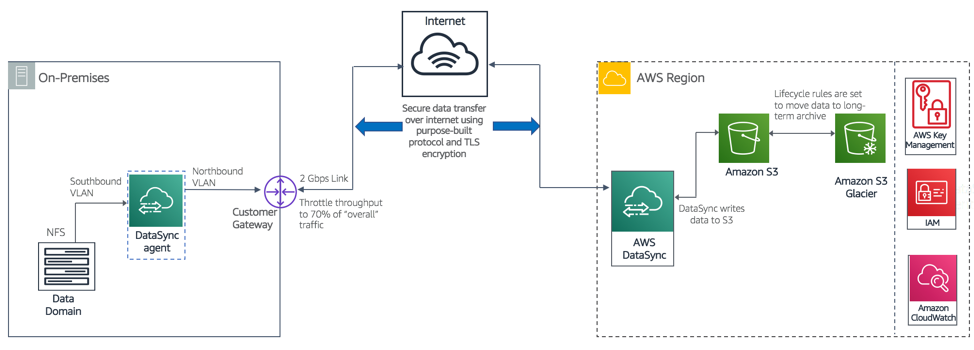 Internet
On-Premises
AWS Region
Secure data transfer
over internet using
purpose-built
protocol and TLS
encryption
Lifecycle rules are set
to move data to long-
term archive
AWS Key
Management
Northbound
VLAN
Southbound
VLAN
2 Gbps Link
Throttle throughput
to 70% of “overall”
traffic
Customer
Gateway
Amazon S3
Amazon S3
Glacier
NFS
DataSync
agent
DataSync writes
data to S3
IAM
AWS
DataSync
Data
Domain
Amazon
CloudWatch